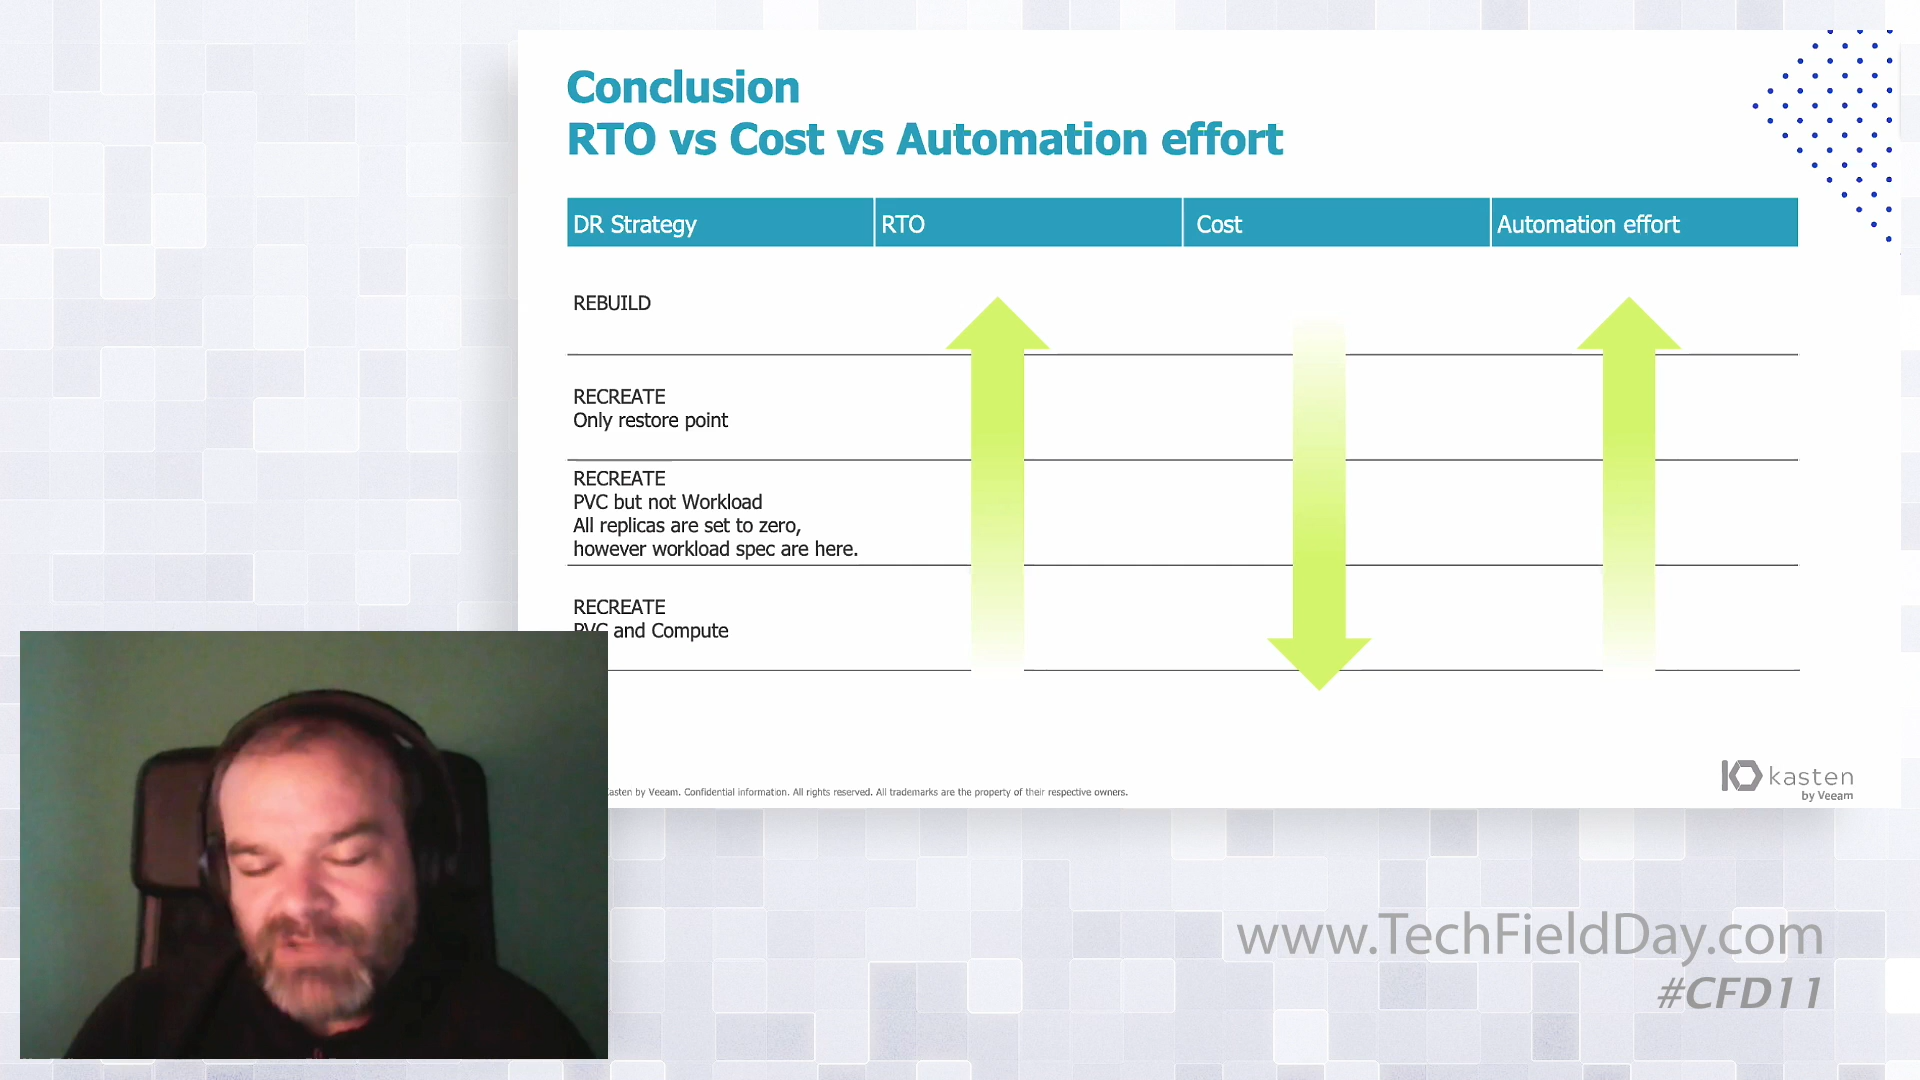 Conclusion
RTO vs Cost vs Automation effort
DR Strategy
RTO
Cost
Automation effort
REBUILD
RECREATE
Only restore point
RECREATE
PVC but not Workload
All replicas are set to zero,
however workload spec are here.
RECREATE
PVC and Compute
by Veeam. Confidential information. All rights reserved. All trademarks are the property of their respective owners.
kasten
by Veeam
www.TechFieldDay.com
#CFD11